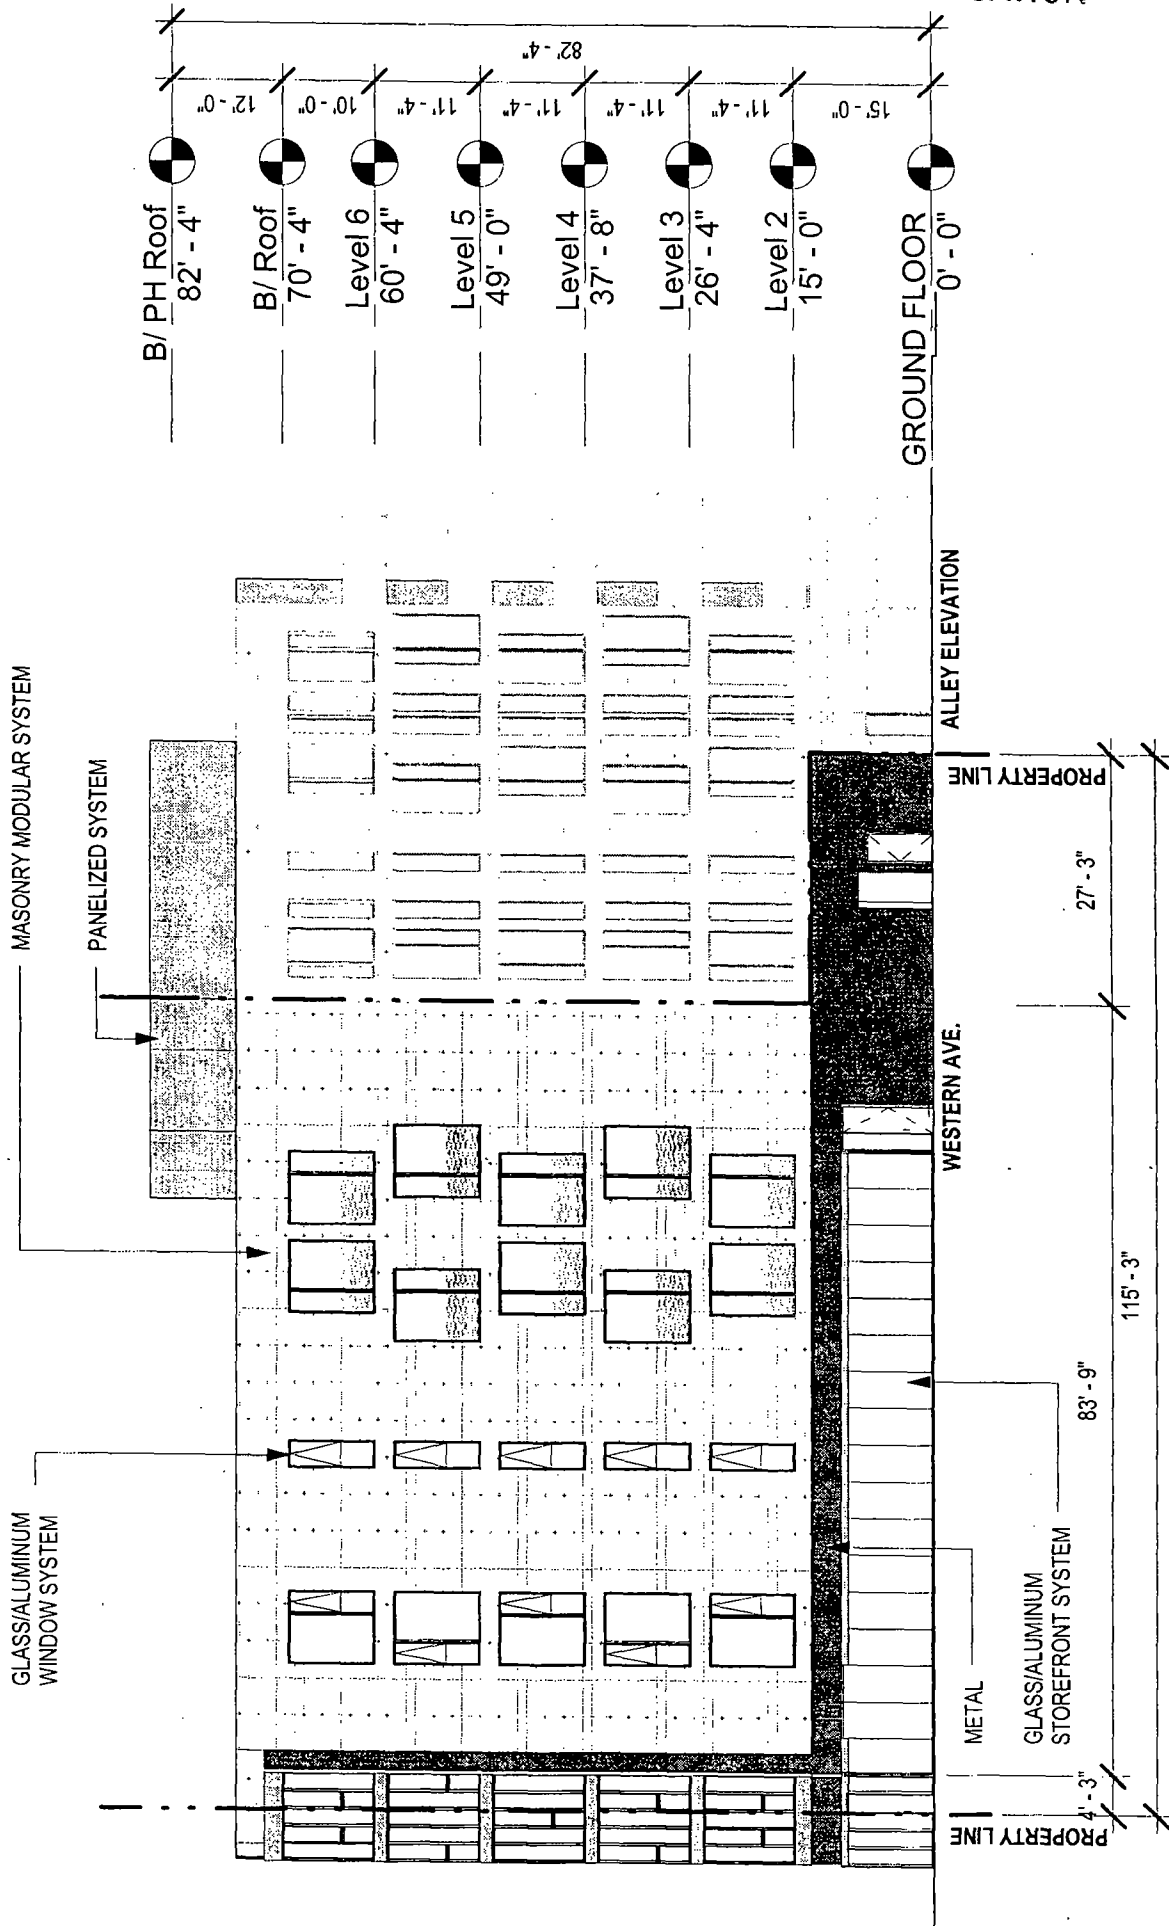 MASONRY MODULAR SYSTEM
PANELIZED SYSTEM
GLASS/ALUMINUM
WINDOW SYSTEM
B/ PH Roof
82' - 4"
B/ Roof
70' - 4"
Level 6
60' - 4"
Level 5
49' - 0"
Level 4
37' - 8"
Level 3
26' - 4"
Level 2
15' - 0"
GROUND FLOOR
0' - 0"
12' - 0"
10' - 0"
11' - 4"
11' - 4"
11' - 4"
11' - 4"
15' - 0"
82' - 4"
METAL
GLASS/ALUMINUM
STOREFRONT SYSTEM
WESTERN AVE.
ALLEY ELEVATION
PROPERTY LINE
PROPERTY LINE
4' - 3"
83' - 9"
27' - 3"
115' - 3"